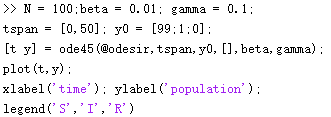 >> N = 100;beta = 0.01; gamma = 0.1;
tspan = [0,50]; y0 = [99;1;0];
[t y] = ode45(@odesir,tspan,y0,[],beta,gamma);
plot(t,y);
xlabel('time'); ylabel('population');
legend('S','I','R')